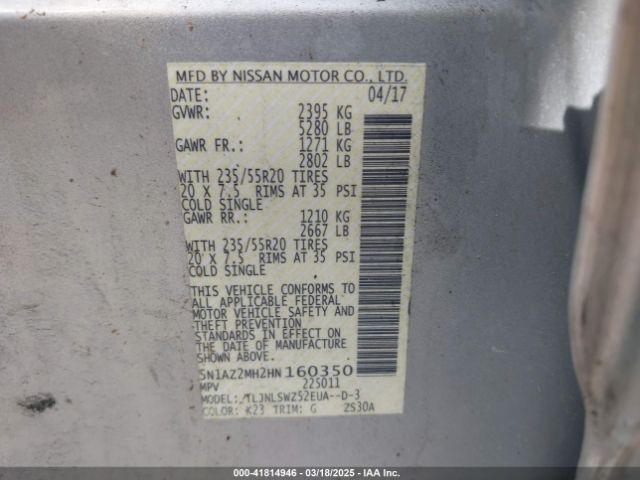 MFD BY NISSAN MOTOR CO., LTD.
DATE: 04/17
GVWR: 2395 KG
5280 LB
GAWR FR.: 1271 KG
2802 LB
WITH 235/55R20 TIRES
20 X 7.5 RIMS AT 35 PSI
COLD SINGLE
GAWR RR.: 1210 KG
2667 LB
WITH 235/55R20 TIRES
20 X 7.5 RIMS AT 35 PSI
COLD SINGLE
THIS VEHICLE CONFORMS TO
ALL APPLICABLE FEDERAL
MOTOR VEHICLE SAFETY AND
THEFT PREVENTION
STANDARDS IN EFFECT ON
THE DATE OF MANUFACTURE
SHOWN ABOVE.
5N1AZ2MH2HN160350
MPV 225011
MODEL: TLJNLSWZ52EUA--D-3
COLOR: K23 TRIM: G ZS30A
000-41814946 — 03/18/2025 — IAA Inc.